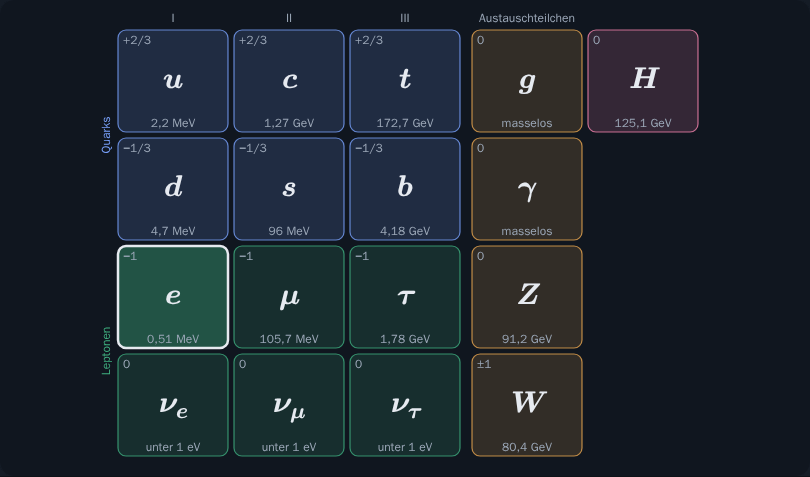 I II III Austauschteilchen
+2/3 +2/3 +2/3 0 0
u c t g H
2,2 MeV 1,27 GeV 172,7 GeV masselos 125,1 GeV
Quarks
−1/3 −1/3 −1/3 0
d s b γ
4,7 MeV 96 MeV 4,18 GeV masselos
−1 −1 −1 0
e μ τ Z
0,51 MeV 105,7 MeV 1,78 GeV 91,2 GeV
Leptonen
0 0 0 ±1
νₑ ν_μ ν_τ W
unter 1 eV unter 1 eV unter 1 eV 80,4 GeV